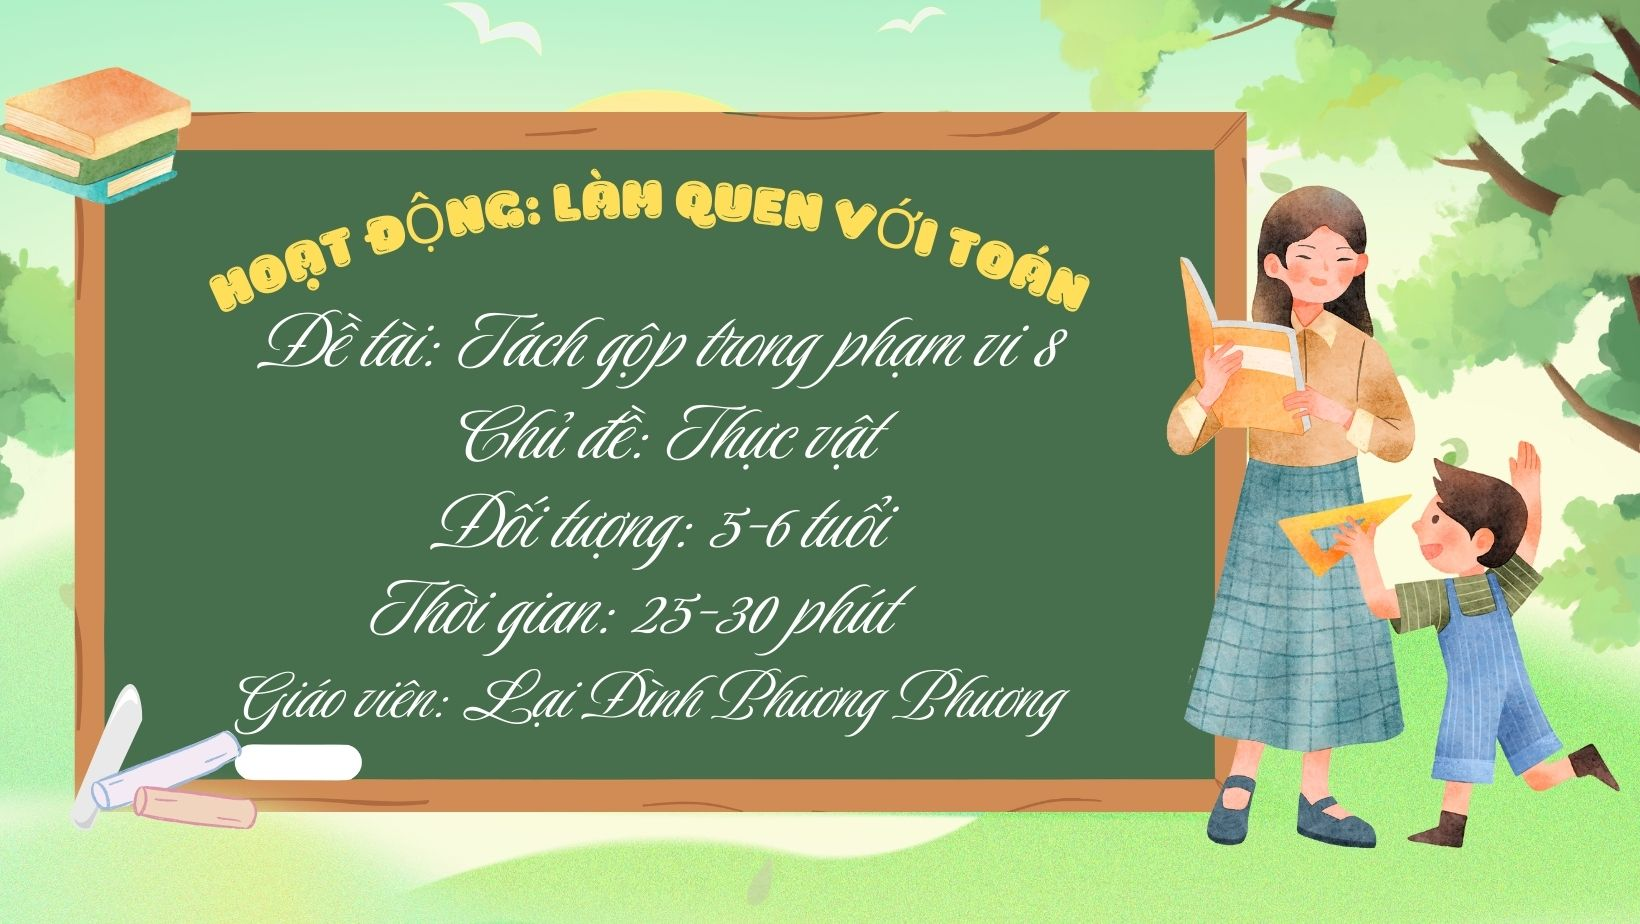 HOẠT ĐỘNG: LÀM QUEN VỚI TOÁN
Đề tài: Tách gộp trong phạm vi 8
Chủ đề: Thực vật
Đối tượng: 5-6 tuổi
Thời gian: 25-30 phút
Giáo viên: Lại Đình Phương Phương